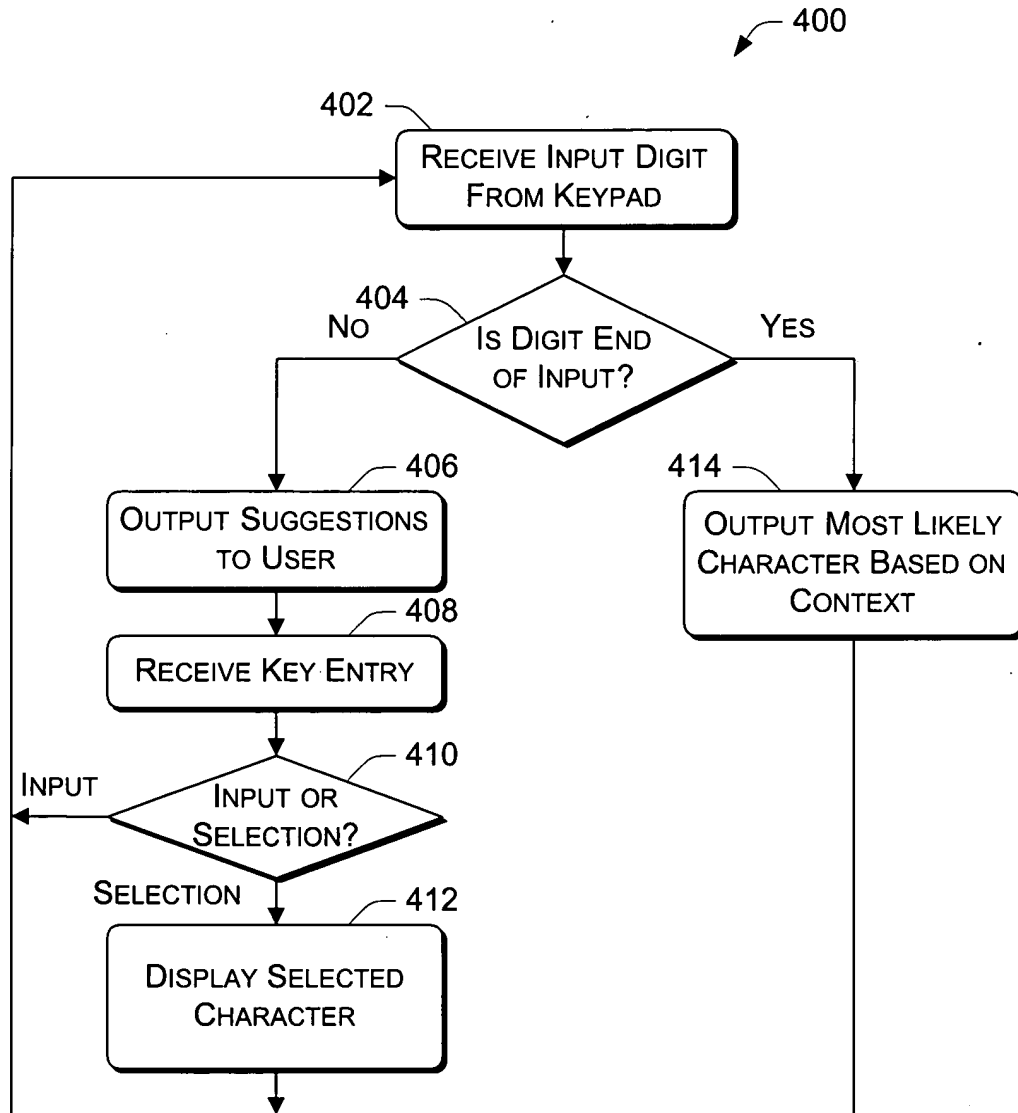 400
402
RECEIVE INPUT DIGIT
FROM KEYPAD
404
NO
YES
IS DIGIT END
OF INPUT?
406
414
OUTPUT SUGGESTIONS
TO USER
OUTPUT MOST LIKELY
CHARACTER BASED ON
CONTEXT
408
RECEIVE KEY ENTRY
410
INPUT
INPUT OR
SELECTION?
SELECTION
412
DISPLAY SELECTED
CHARACTER